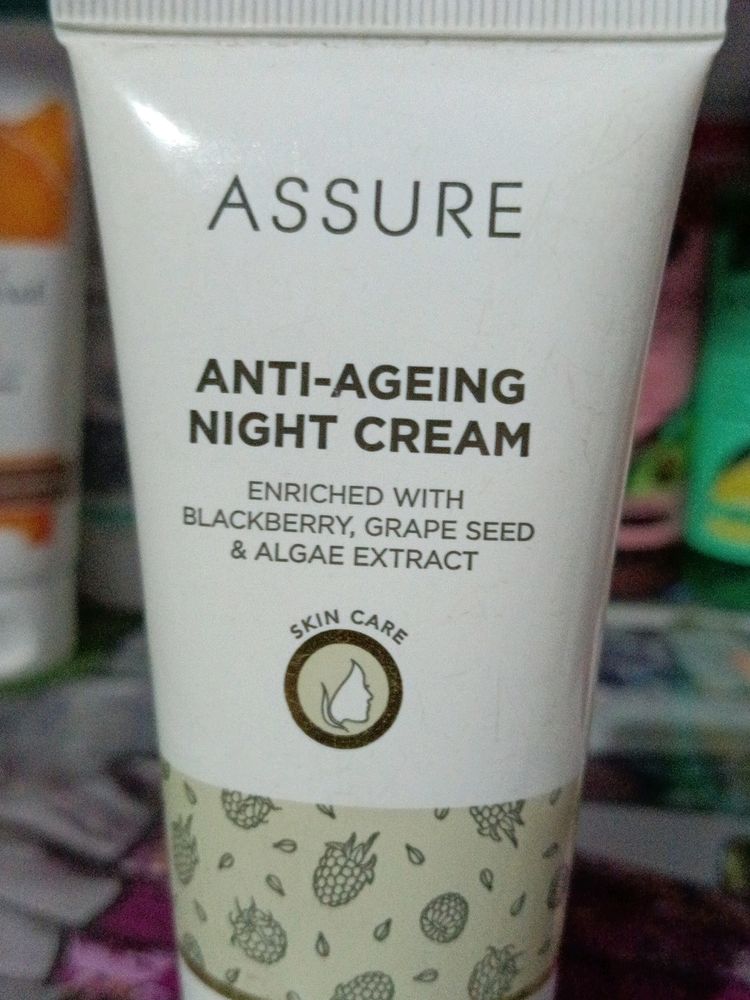 ASSURE
ANTI-AGEING
NIGHT CREAM
ENRICHED WITH
BLACKBERRY, GRAPE SEED
& ALGAE EXTRACT
SKIN CARE